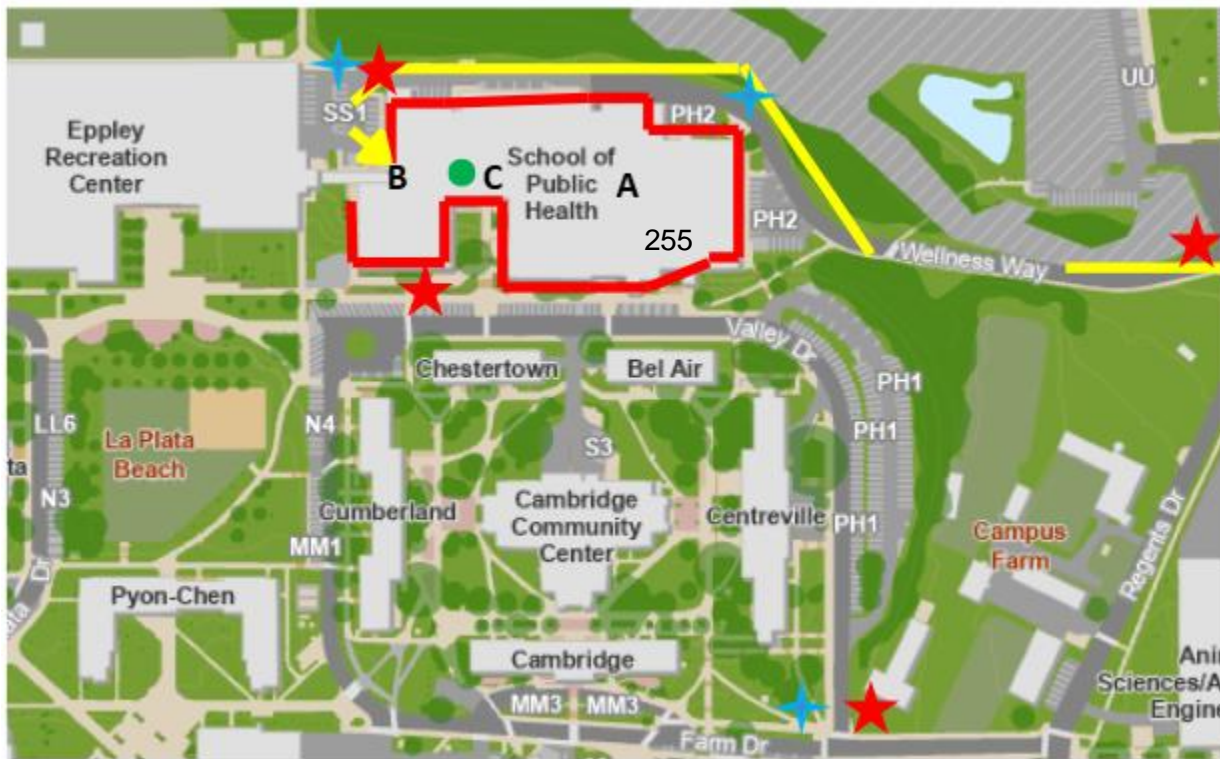 UU
SS1
PH2
Eppley
Recreation
Center
B
C
School of
Public
Health
A
PH2
255
Wellness Way
Valley Dr
Chestertown
Bel Air
PH1
LL6
La Plata
Beach
N4
PH1
S3
N3
Cumberland
Cambridge
Community
Center
Centreville
PH1
Regents Dr
MM1
Campus
Farm
Dr
Pyon-Chen
Cambridge
Anim
Sciences/A
Engine
MM3
MM3
Farm Dr